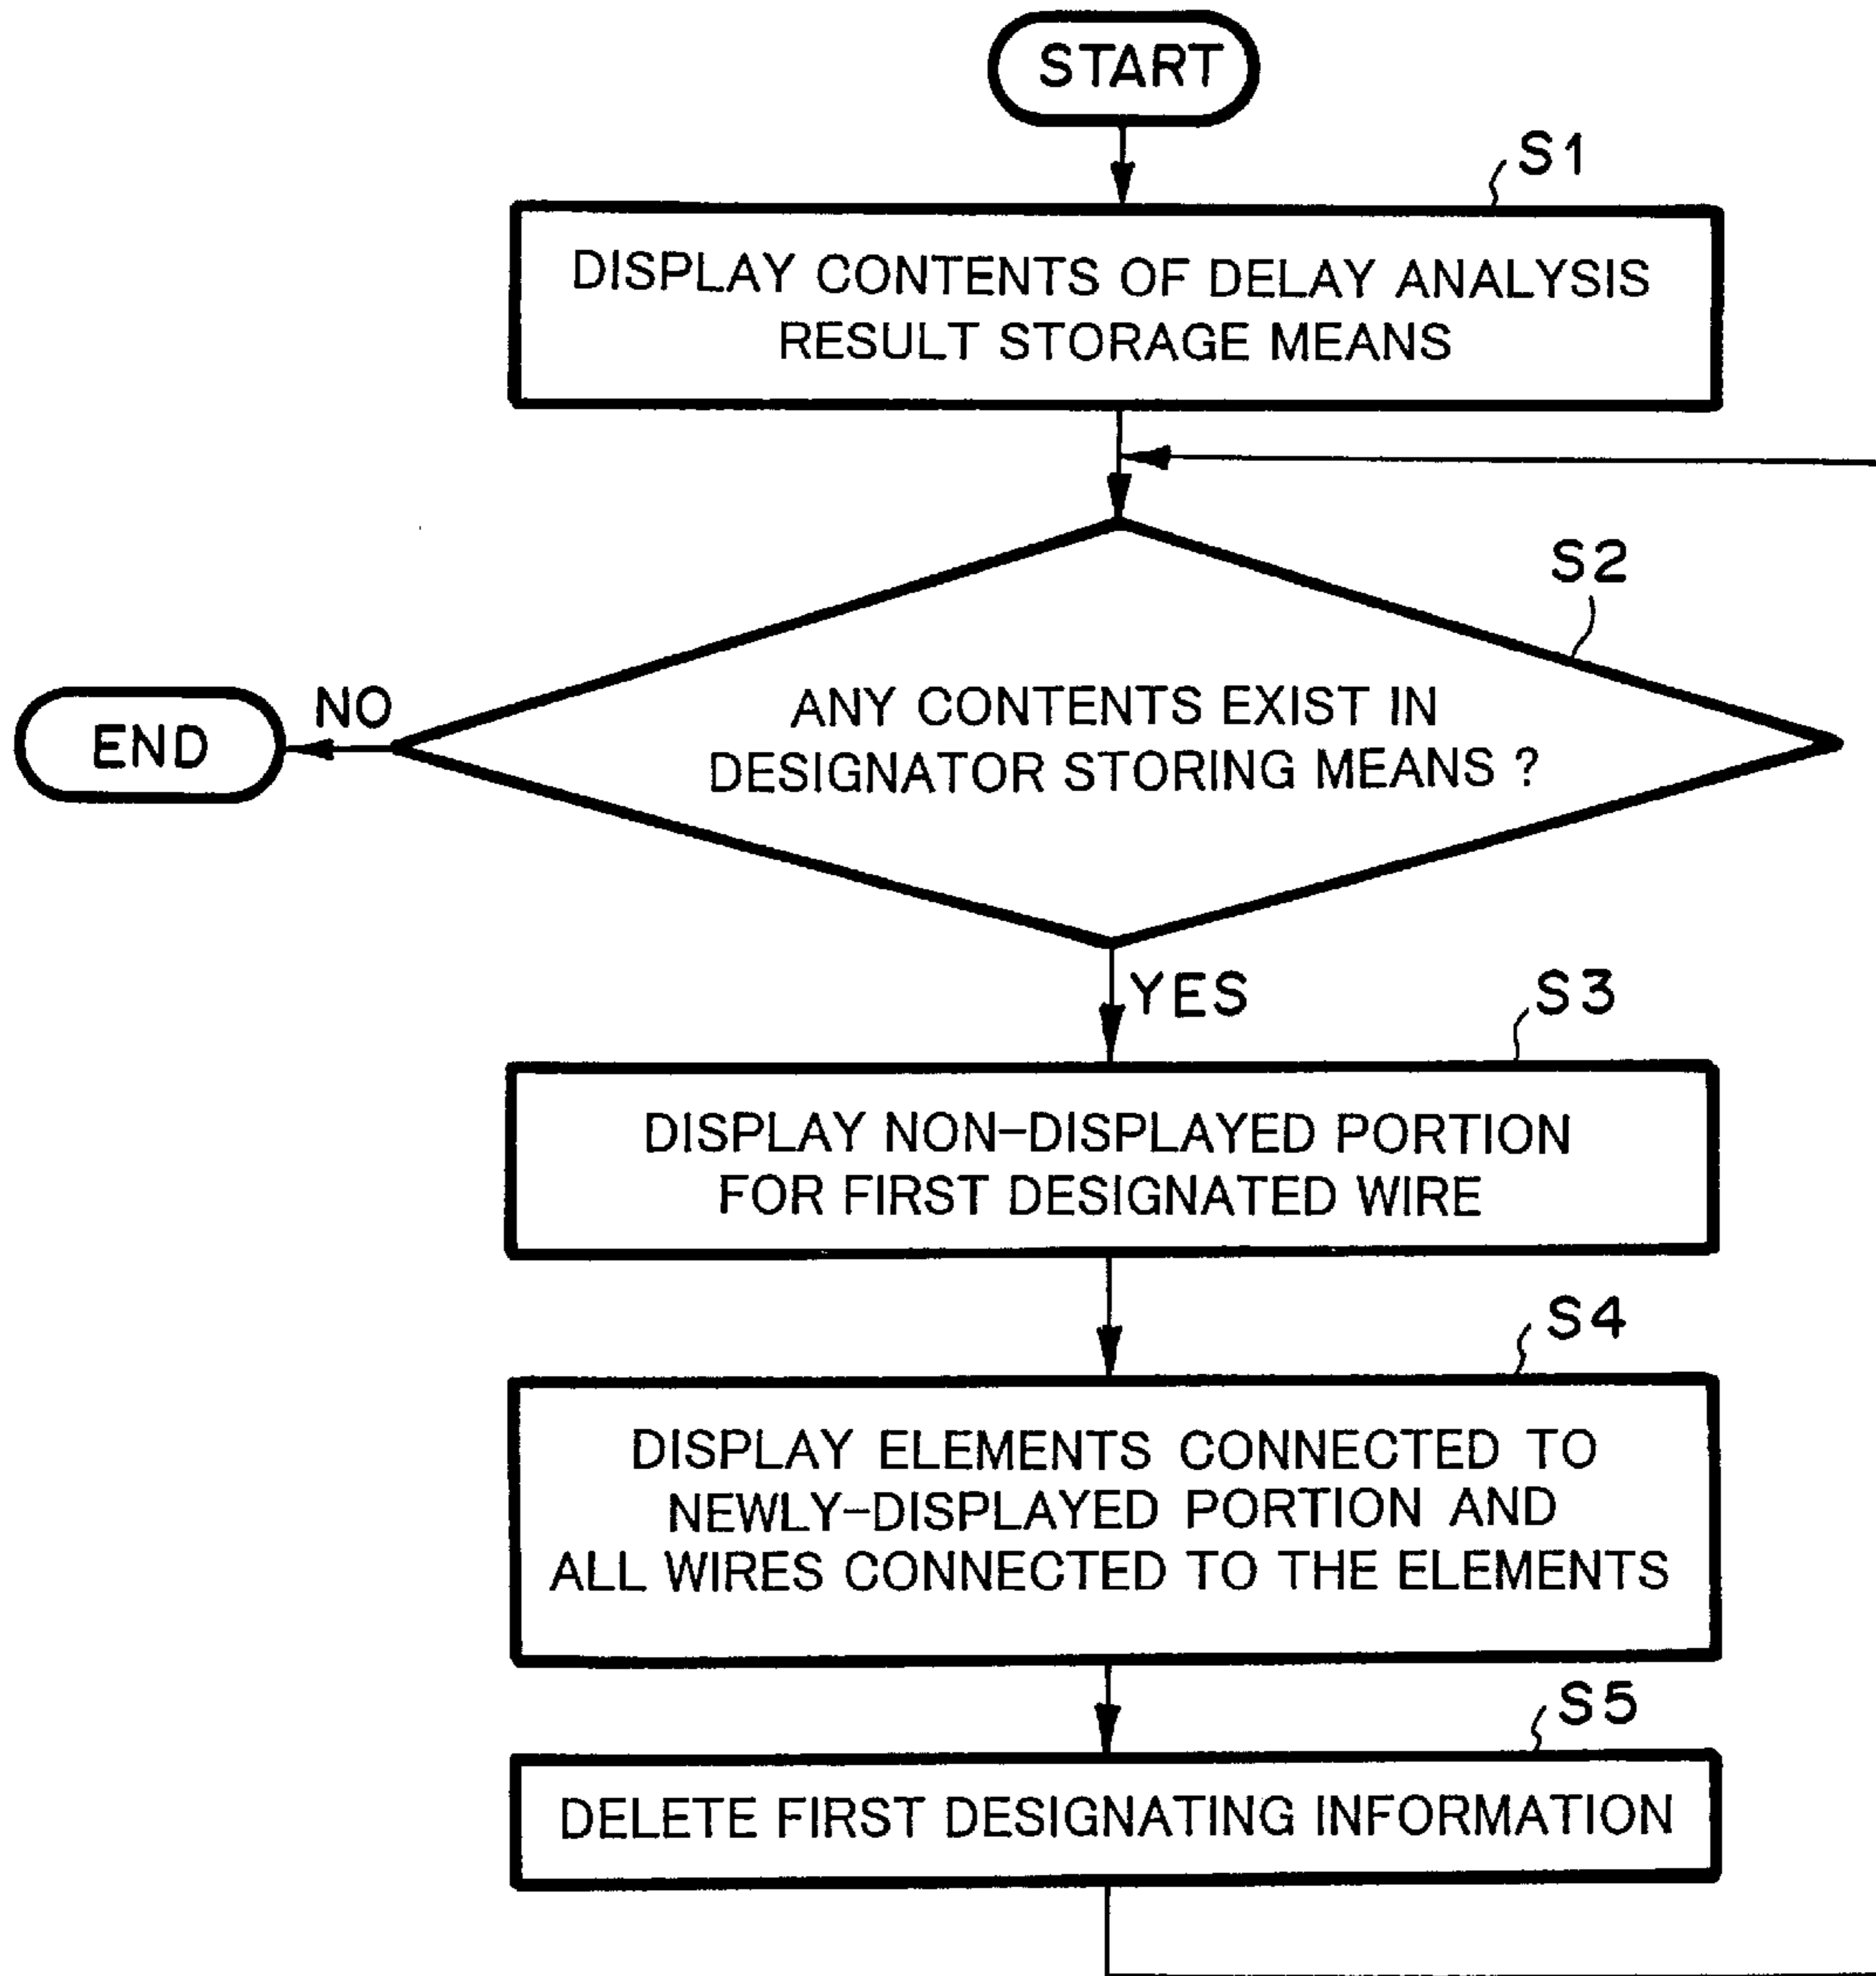 START
S1
DISPLAY CONTENTS OF DELAY ANALYSIS
RESULT STORAGE MEANS
S2
ANY CONTENTS EXIST IN
DESIGNATOR STORING MEANS ?
NO
END
YES
S3
DISPLAY NON-DISPLAYED PORTION
FOR FIRST DESIGNATED WIRE
S4
DISPLAY ELEMENTS CONNECTED TO
NEWLY-DISPLAYED PORTION AND
ALL WIRES CONNECTED TO THE ELEMENTS
S5
DELETE FIRST DESIGNATING INFORMATION